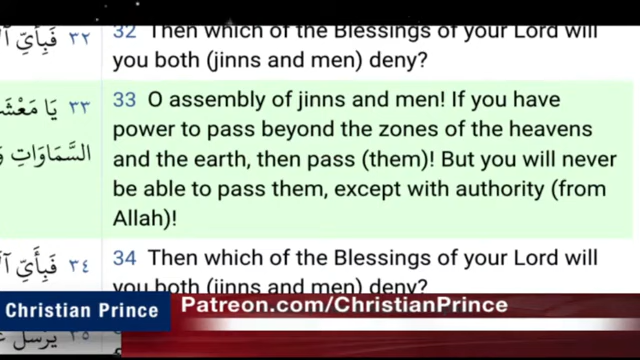 32 Then which of the Blessings of your Lord will
you both (jinns and men) deny?
٣٢ فَبِأَيِّ
33 O assembly of jinns and men! If you have
power to pass beyond the zones of the heavens
and the earth, then pass (them)! But you will never
be able to pass them, except with authority (from
Allah)!
٣٣ يَا
السَّمَاوَاتِ
34 Then which of the Blessings of your Lord will
you both (jinns and men) deny?
٣٤ فَبِأَيِّ
Christian Prince
Patreon.com/ChristianPrince